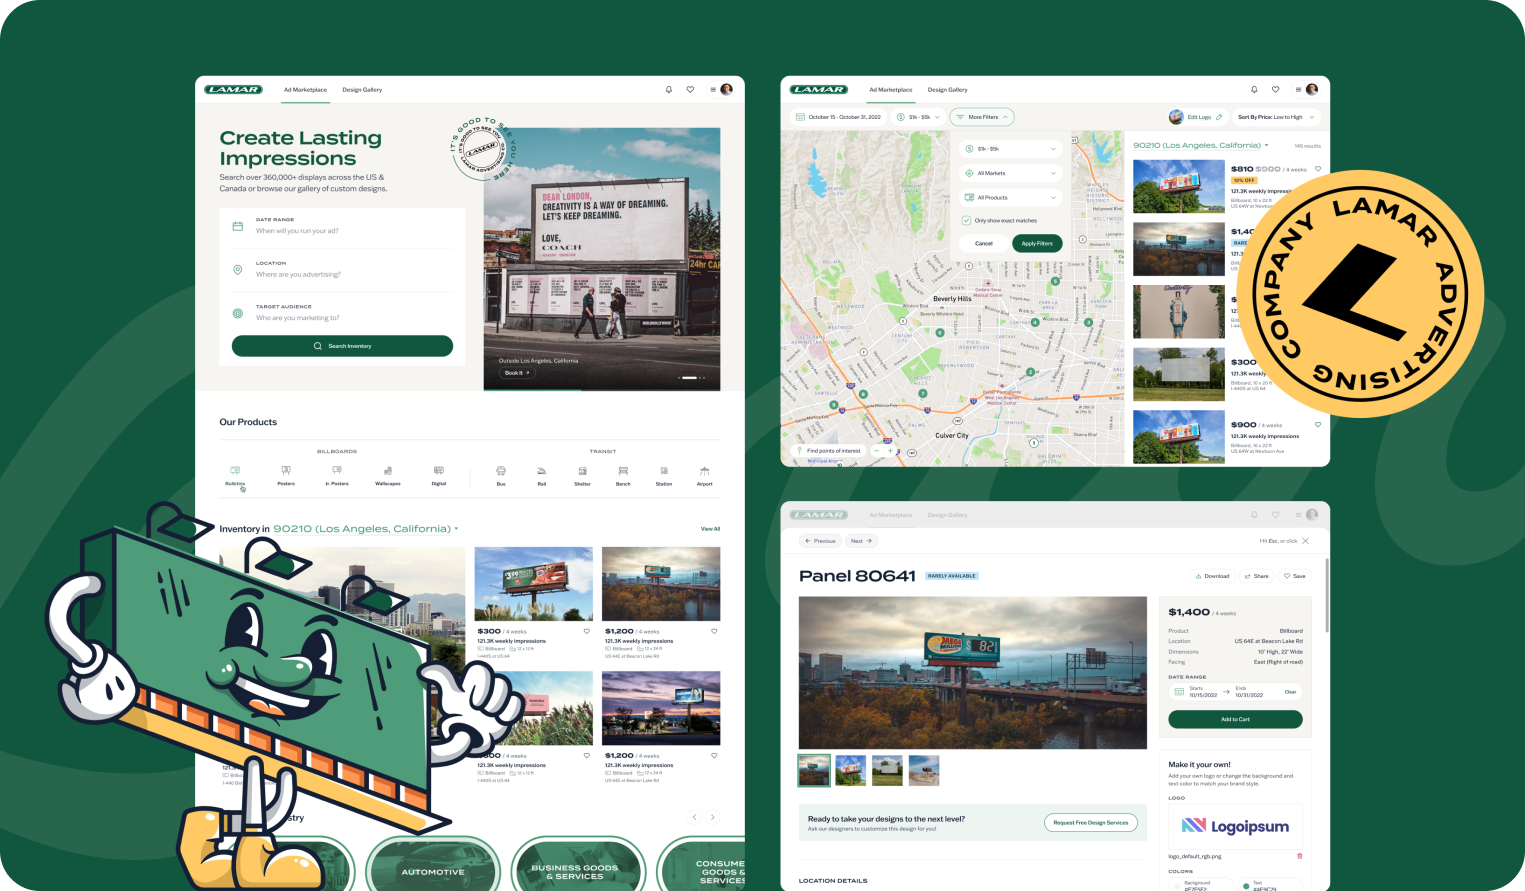 LAMAR
Ad Marketplace
Design Gallery
Create Lasting
Impressions
Search over 360,000+ displays across the US &
Canada or browse our gallery of custom designs.
IT'S GOOD TO SEE YOU HERE
LAMAR
DATE RANGE
When will you run your ad?
LOCATION
Where are you advertising?
TARGET AUDIENCE
Who are you marketing to?
Search Inventory
DEAR LONDON,
CREATIVITY IS A WAY OF DREAMING.
LET'S KEEP DREAMING.
LOVE,
COACH
24hr CAR
Outside Los Angeles, California
Book It
Our Products
BILLBOARDS
TRANSIT
Bulletins
Posters
Jr. Posters
Wallscapes
Digital
Bus
Rail
Shelter
Bench
Station
Airport
Inventory in 90210 (Los Angeles, California)
View All
$300 / 4 weeks
121.3K weekly impressions
Billboard 12 x 12 ft
I-440S at US 64
$1,200 / 4 weeks
121.3K weekly impressions
Billboard 12 x 24 ft
US 64E at Beacon Lake Rd
/ 4 weeks
121.3K weekly impressions
Billboard 12 x 12 ft
I-440S at US 64
$1,200 / 4 weeks
121.3K weekly impressions
Billboard 12 x 24 ft
US 64E at Beacon Lake Rd
stry
AUTOMOTIVE
BUSINESS GOODS
& SERVICES
CONSUME
GOODS &
SERVICES
LAMAR
Ad Marketplace
Design Gallery
October 15 - October 31, 2022
$1k - $5k
More Filters
Edit Logo
Sort By Price: Low to High
$1k - $5k
All Markets
All Products
Only show exact matches
Cancel
Apply Filters
Beverly Hills
Culver City
Find points of interest
90210 (Los Angeles, California)
145 results
$810 $900 / 4 weeks
10% OFF
121.3K weekly impressions
Billboard, 10 x 22 ft
US 64W at Newbern
$300
Billboard, 10 x 20 ft
I-440S at US 64
$900 / 4 weeks
121.3K weekly impressions
Billboard, 10 x 22 ft
US 64W at Newborn Ave
LAMAR ADVERTISING COMPANY
LAMAR
Ad Marketplace
Design Gallery
Previous
Next
Hit Esc, or click
Panel 80641
RARELY AVAILABLE
Download
Share
Save
MEGA
MILLION
$1,400 / 4 weeks
Product Billboard
Location US 64E at Beacon Lake Rd
Dimensions 10' High, 22' Wide
Facing East (Right of road)
DATE RANGE
Starts
10/15/2022
Ends
10/31/2022
Clear
Add to Cart
Make it your own!
Add your own logo or change the background and
text color to match your brand style.
LOGO
Logoipsum
logo_default_rgb.png
COLORS
Background
Text
Ready to take your designs to the next level?
Ask our designers to customize this design for you!
Request Free Design Services
LOCATION DETAILS